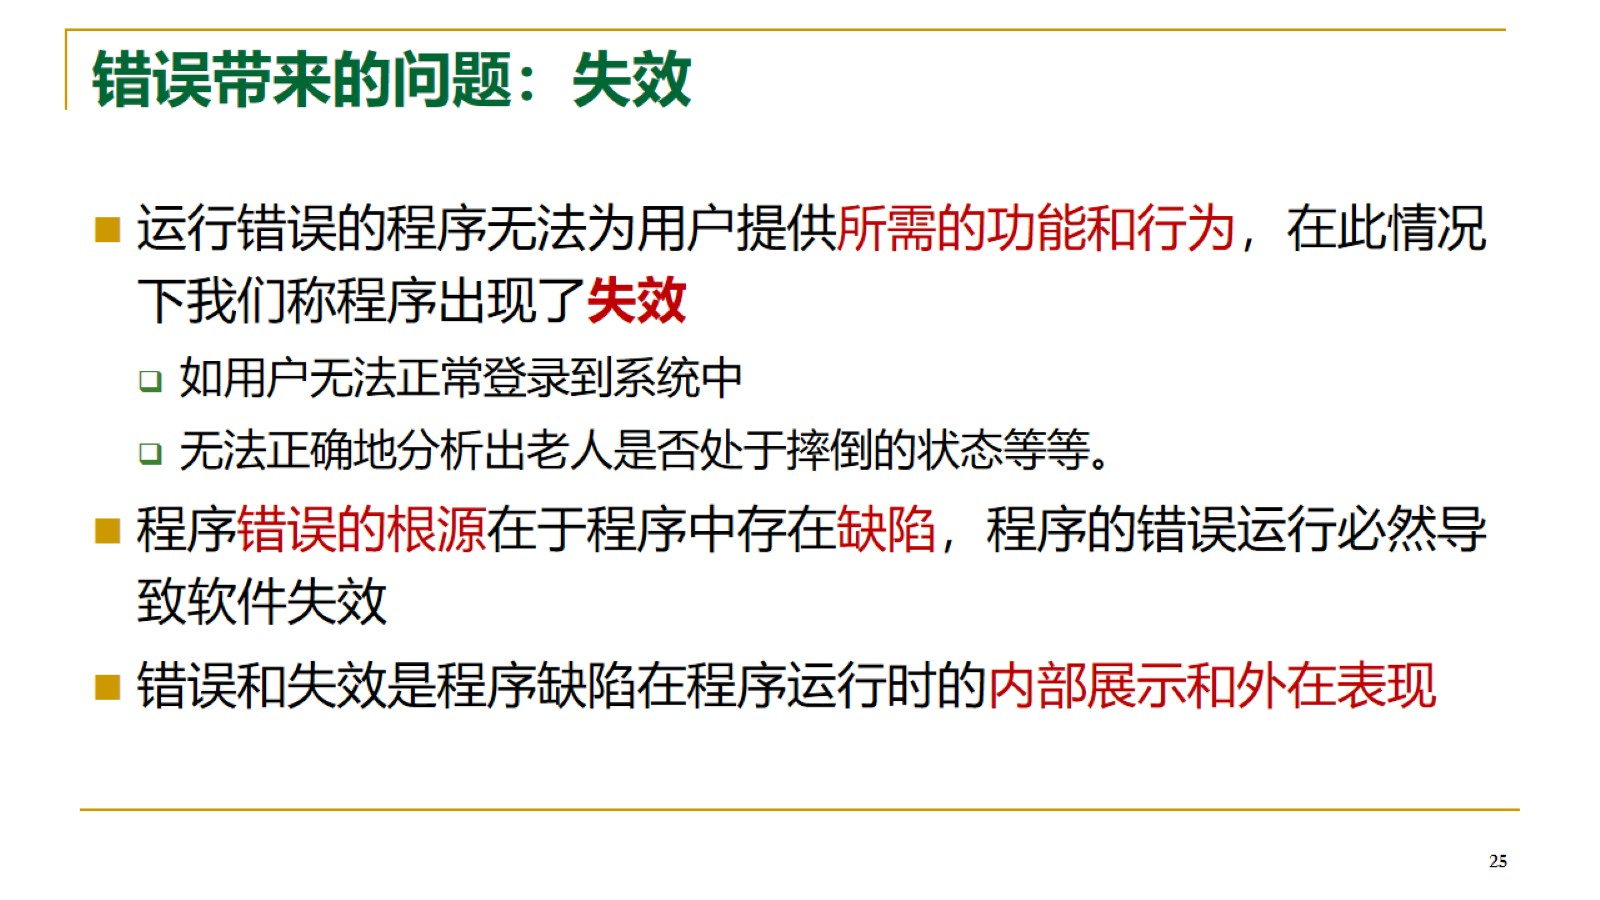 错误带来的问题：失效
运行错误的程序无法为用户提供所需的功能和行为，在此情况
下我们称程序出现了失效
如用户无法正常登录到系统中
无法正确地分析出老人是否处于摔倒的状态等等。
程序错误的根源在于程序中存在缺陷，程序的错误运行必然导
致软件失效
错误和失效是程序缺陷在程序运行时的内部展示和外在表现
25